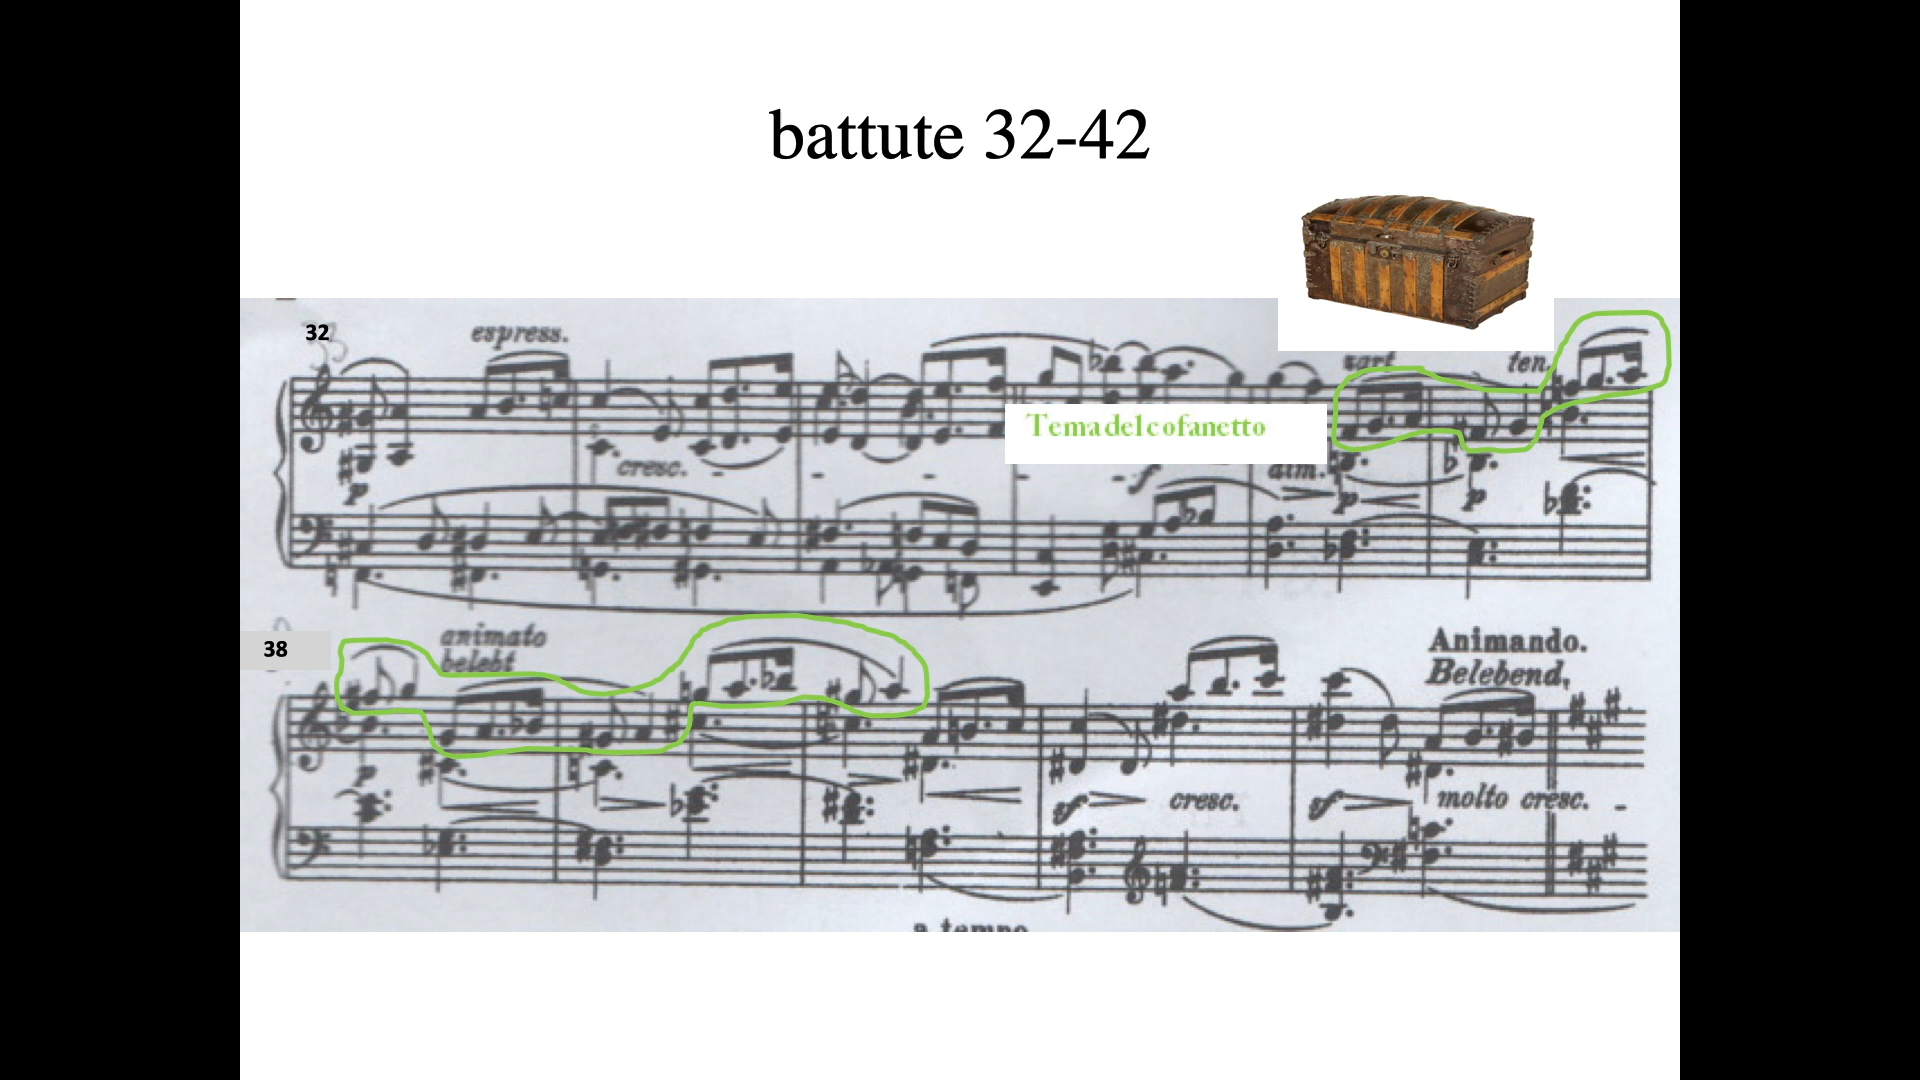 battute 32-42
32
espress.
zart
ten.
Tema del cofanetto
cresc. -
-
-
-
-
f
dim.
p
p
p
38
animato
belebt
Animando.
Belebend,
p
sf
cresc.
sf
molto cresc. -
a tempo